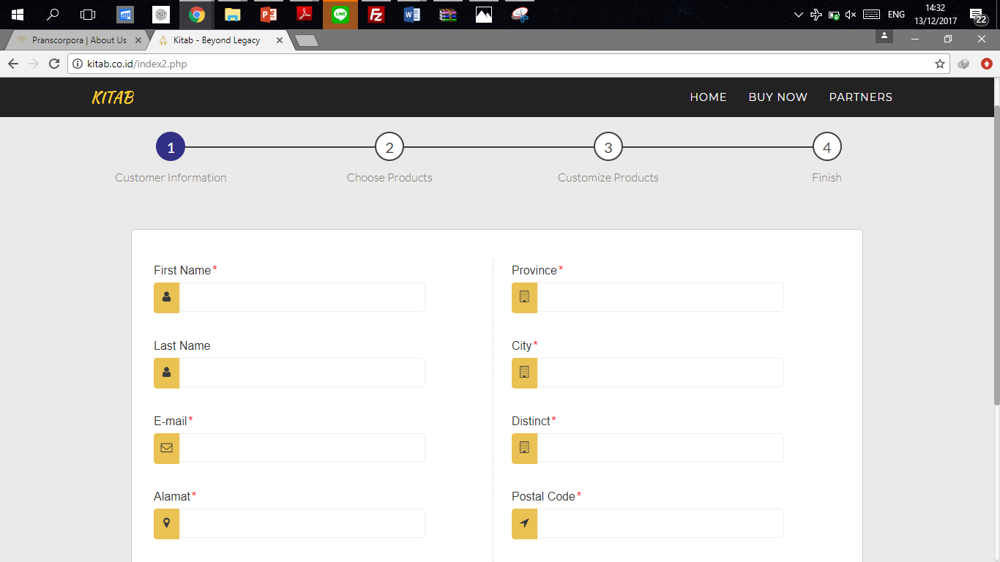 ENG
14:32
13/12/2017
22
Pranscorpora | About Us
Kitab - Beyond Legacy
kitab.co.id/index2.php
KITAB
HOME
BUY NOW
PARTNERS
1
2
3
4
Customer Information
Choose Products
Customize Products
Finish
First Name*
Province*
Last Name
City*
E-mail*
Distinct*
Alamat*
Postal Code*